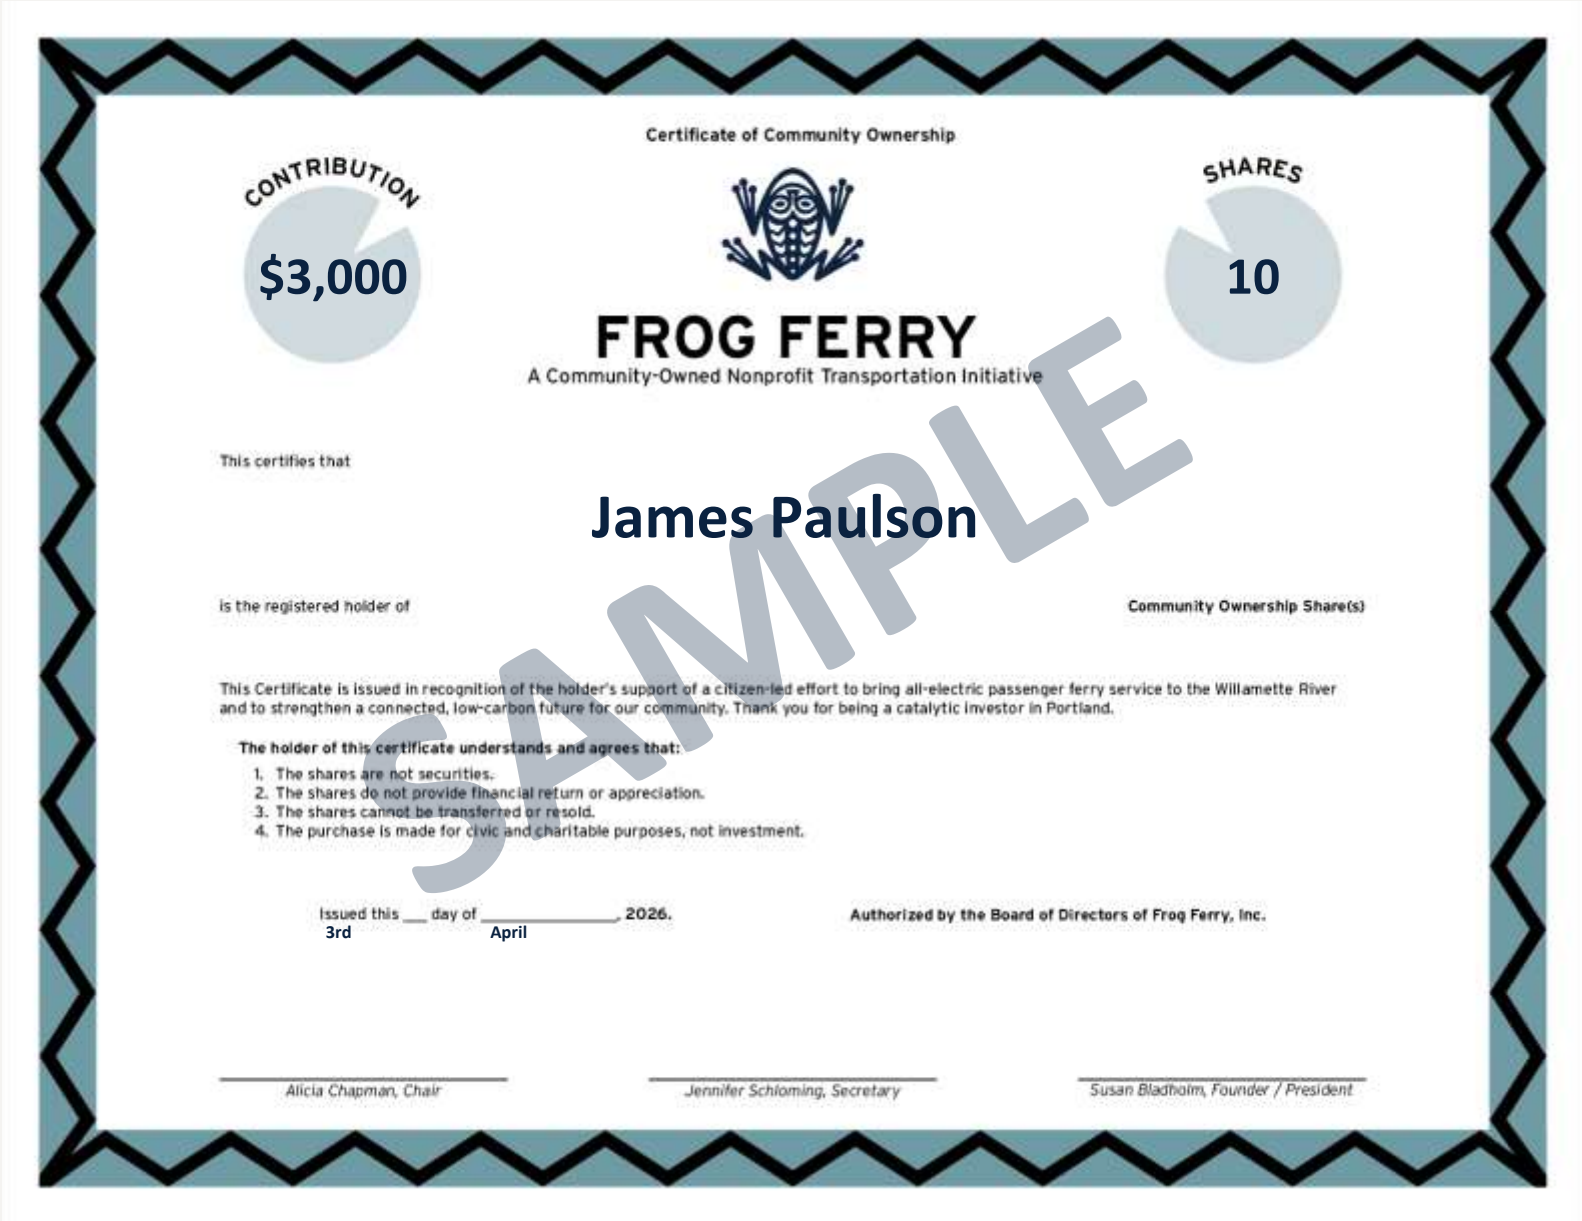 Certificate of Community Ownership
CONTRIBUTION
$3,000
SHARES
10
FROG FERRY
A Community-Owned Nonprofit Transportation Initiative
This certifies that
James Paulson
is the registered holder of
Community Ownership Share(s)
This Certificate is issued in recognition of the holder's support of a citizen-led effort to bring all-electric passenger ferry service to the Willamette River
and to strengthen a connected, low-carbon future for our community. Thank you for being a catalytic investor in Portland.
The holder of this certificate understands and agrees that:
1. The shares are not securities.
2. The shares do not provide financial return or appreciation.
3. The shares cannot be transferred or resold.
4. The purchase is made for civic and charitable purposes, not investment.
SAMPLE
Issued this ___ day of ________________, 2026.
3rd April
Authorized by the Board of Directors of Frog Ferry, Inc.
Alicia Chapman, Chair
Jennifer Schloming, Secretary
Susan Bladholm, Founder / President